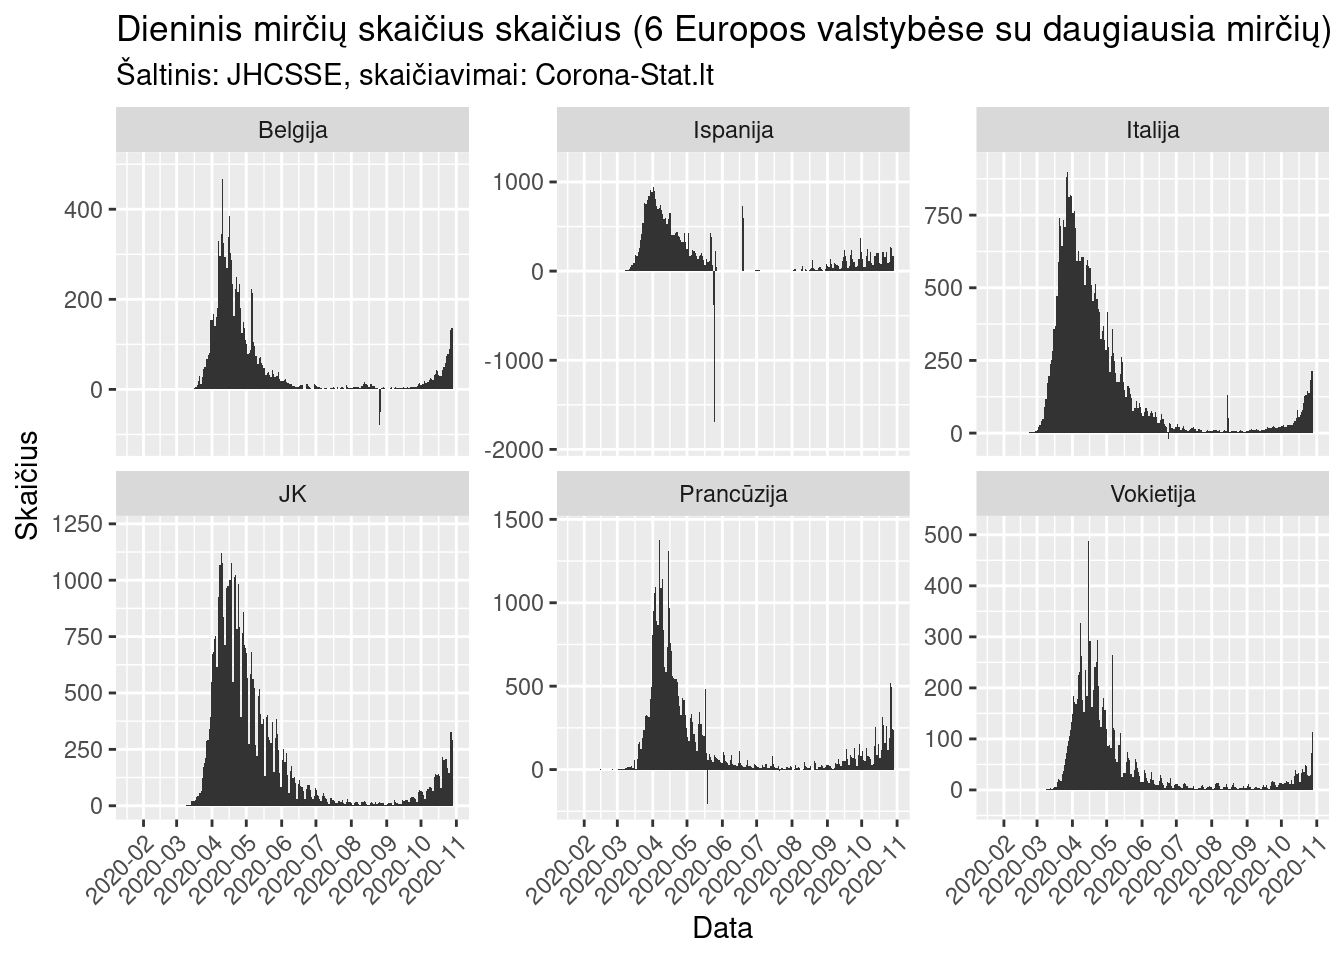 Dieninis mirčių skaičius skaičius (6 Europos valstybėse su daugiausia mirčių)
Šaltinis: JHCSSE, skaičiavimai: Corona-Stat.lt
Belgija
Ispanija
Italija
400
200
0
1000
0
-1000
-2000
750
500
250
0
Skaičius
JK
Prancūzija
Vokietija
1250
1000
750
500
250
0
1500
1000
500
0
500
400
300
200
100
0
2020-02 2020-03 2020-04 2020-05 2020-06 2020-07 2020-08 2020-09 2020-10 2020-11
2020-02 2020-03 2020-04 2020-05 2020-06 2020-07 2020-08 2020-09 2020-10 2020-11
2020-02 2020-03 2020-04 2020-05 2020-06 2020-07 2020-08 2020-09 2020-10 2020-11
Data